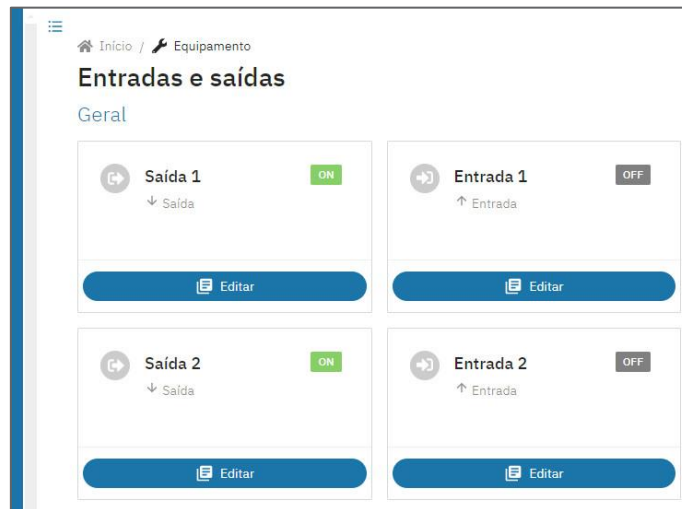 Início / Equipamento
Entradas e saídas
Geral
Saída 1 ON
Saída
Editar
Entrada 1 OFF
Entrada
Editar
Saída 2 ON
Saída
Editar
Entrada 2 OFF
Entrada
Editar